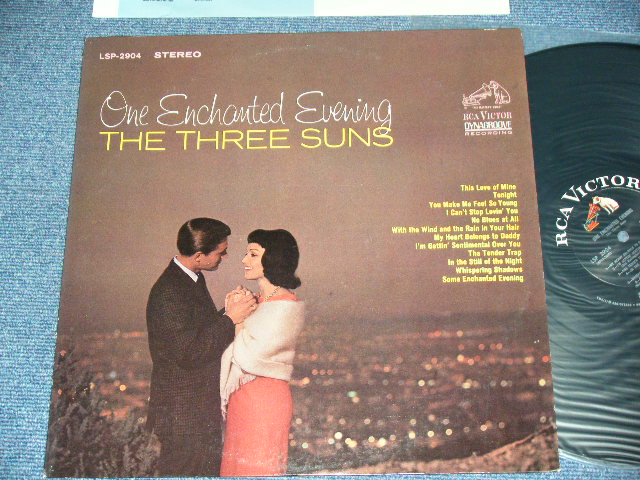 LSP-2904 STEREO
One Enchanted Evening
THE THREE SUNS
RCA VICTOR
DYNAGROOVE
RECORDING
This Love of Mine
Tonight
You Make Me Feel So Young
I Can't Stop Lovin' You
No Blues at All
With the Wind and the Rain in Your Hair
My Heart Belongs to Daddy
I'm Gettin' Sentimental Over You
The Tender Trap
In the Still of the Night
Whispering Shadows
Some Enchanted Evening
RCA VICTOR